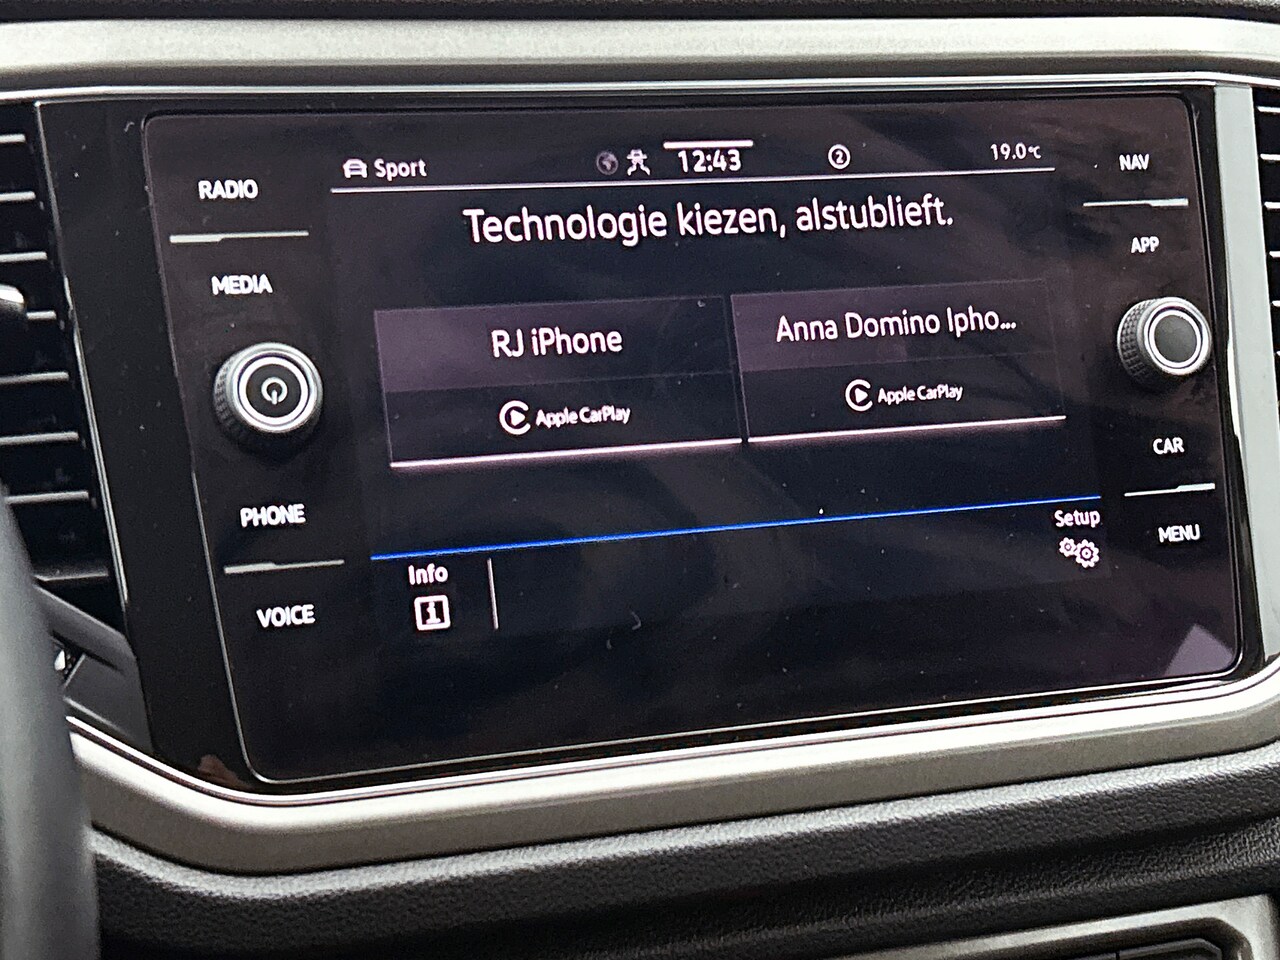 Sport
12:43
2
19.0°C
RADIO
MEDIA
PHONE
VOICE
Technologie kiezen, alstublieft.
RJ iPhone
Apple CarPlay
Anna Domino Ipho...
Apple CarPlay
Info
Setup
NAV
APP
CAR
MENU